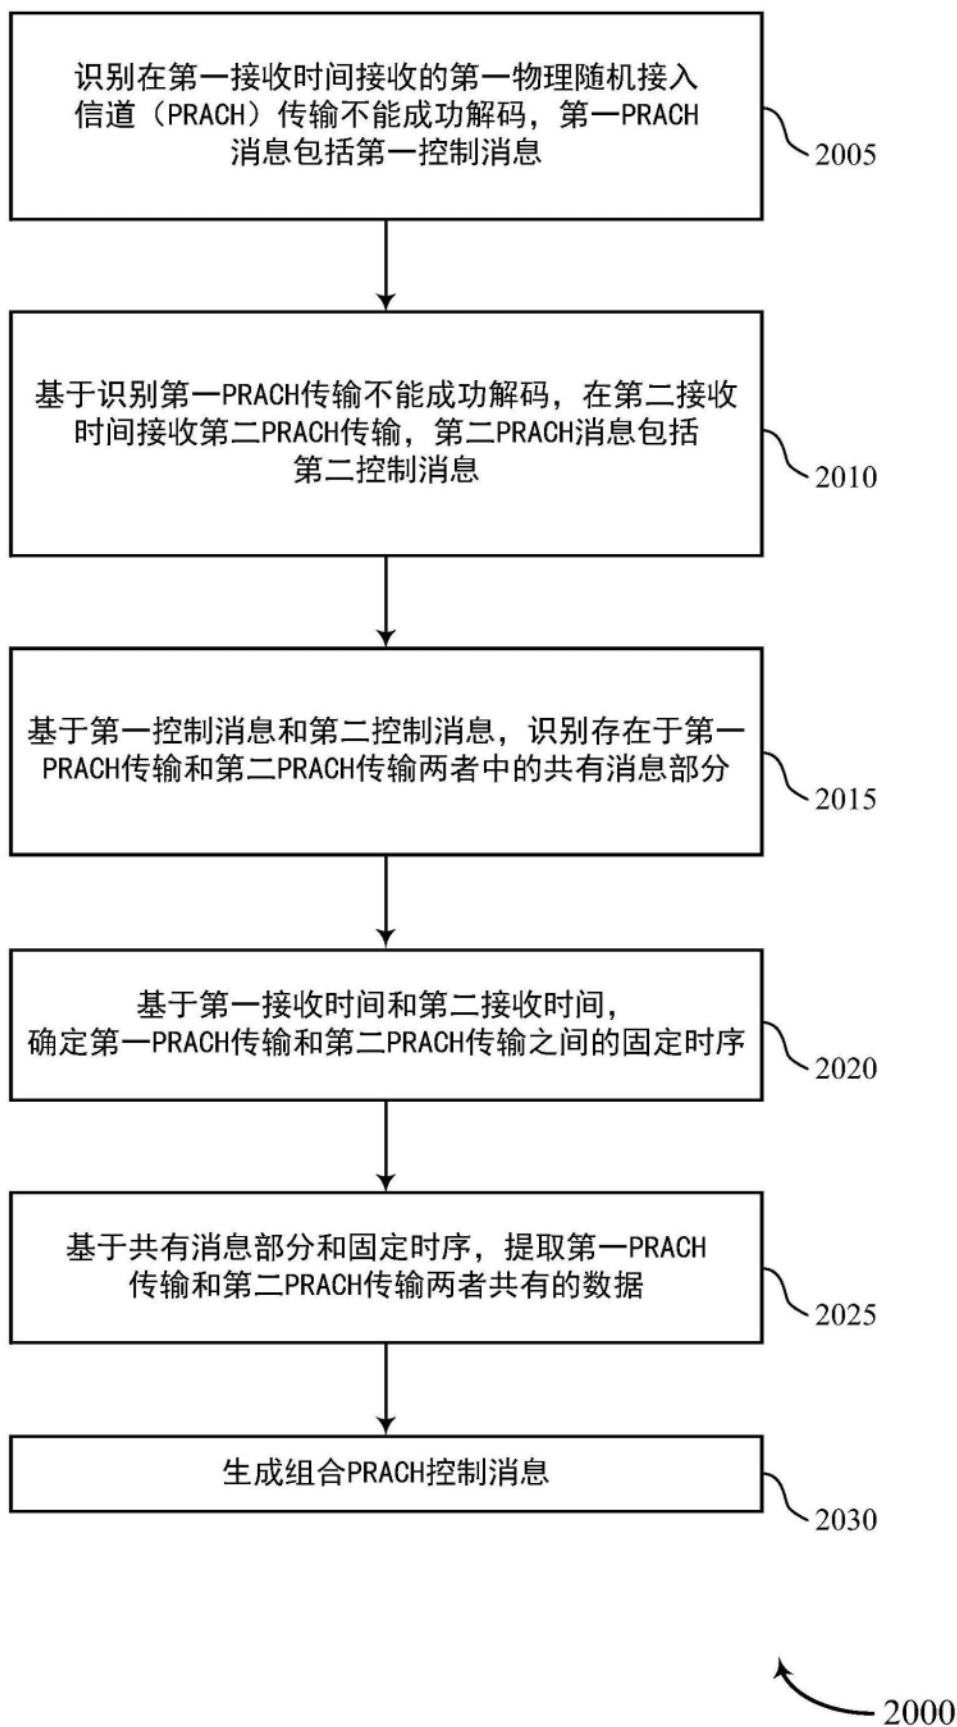 识别在第一接收时间接收的第一物理随机接入
信道（PRACH）传输不能成功解码，第一PRACH
消息包括第一控制消息
2005
基于识别第一PRACH传输不能成功解码，在第二接收
时间接收第二PRACH传输，第二PRACH消息包括
第二控制消息
2010
基于第一控制消息和第二控制消息，识别存在于第一
PRACH传输和第二PRACH传输两者中的共有消息部分
2015
基于第一接收时间和第二接收时间，
确定第一PRACH传输和第二PRACH传输之间的固定时序
2020
基于共有消息部分和固定时序，提取第一PRACH
传输和第二PRACH传输两者共有的数据
2025
生成组合PRACH控制消息
2030
2000